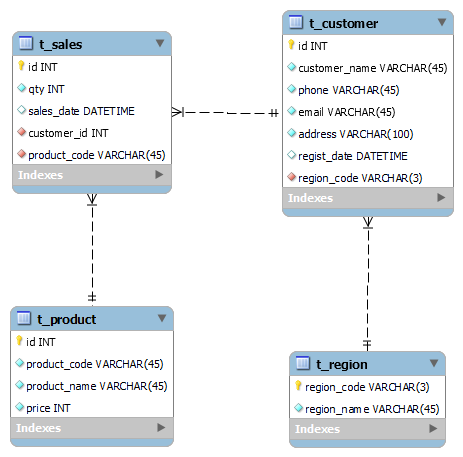 t_sales
id INT
qty INT
sales_date DATETIME
customer_id INT
product_code VARCHAR(45)
Indexes
t_customer
id INT
customer_name VARCHAR(45)
phone VARCHAR(45)
email VARCHAR(45)
address VARCHAR(100)
regist_date DATETIME
region_code VARCHAR(3)
Indexes
t_product
id INT
product_code VARCHAR(45)
product_name VARCHAR(45)
price INT
Indexes
t_region
region_code VARCHAR(3)
region_name VARCHAR(45)
Indexes